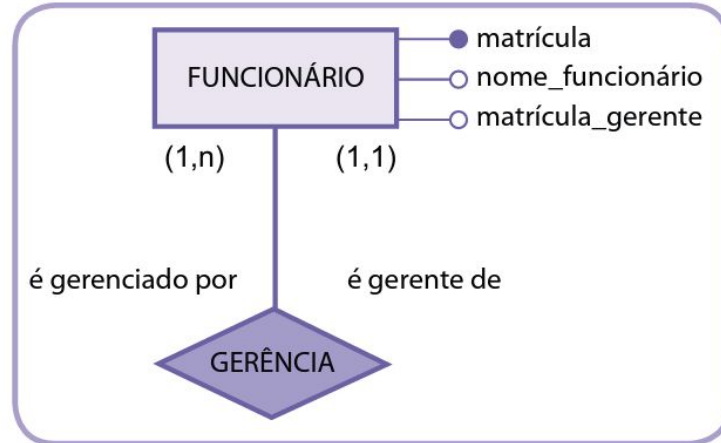 FUNCIONÁRIO
matrícula
nome_funcionário
matrícula_gerente
(1,n)
(1,1)
é gerenciado por
é gerente de
GERÊNCIA